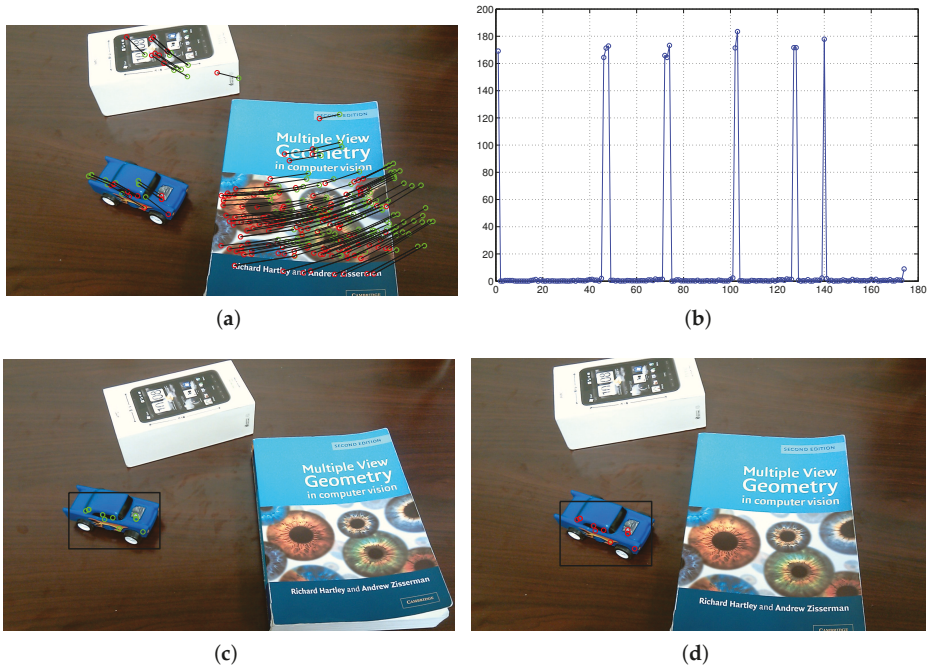 SECOND EDITION
Multiple View
Geometry
in computer vision
Richard Hartley and Andrew Zisserman
CAMBRIDGE
(a)
200
180
160
140
120
100
80
60
40
20
0
0 20 40 60 80 100 120 140 160 180
(b)
SECOND EDITION
Multiple View
Geometry
in computer vision
Richard Hartley and Andrew Zisserman
CAMBRIDGE
(c)
SECOND EDITION
Multiple View
Geometry
in computer vision
Richard Hartley and Andrew Zisserman
CAMBRIDGE
(d)